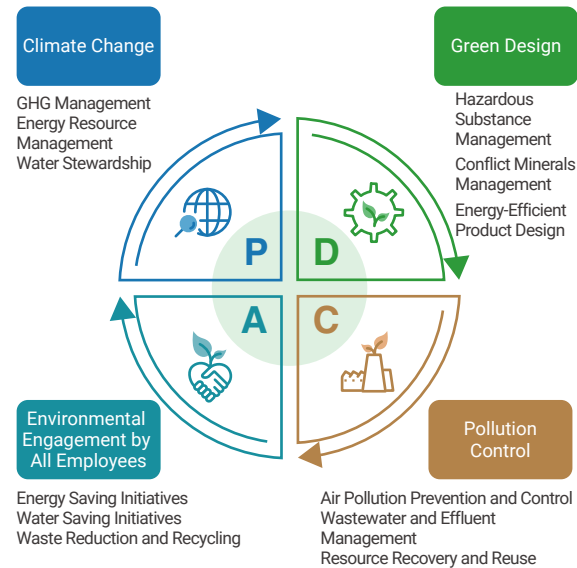 Climate Change
GHG Management
Energy Resource
Management
Water Stewardship
Green Design
Hazardous
Substance
Management
Conflict Minerals
Management
Energy-Efficient
Product Design
P
D
A
C
Environmental
Engagement by
All Employees
Energy Saving Initiatives
Water Saving Initiatives
Waste Reduction and Recycling
Pollution
Control
Air Pollution Prevention and Control
Wastewater and Effluent
Management
Resource Recovery and Reuse